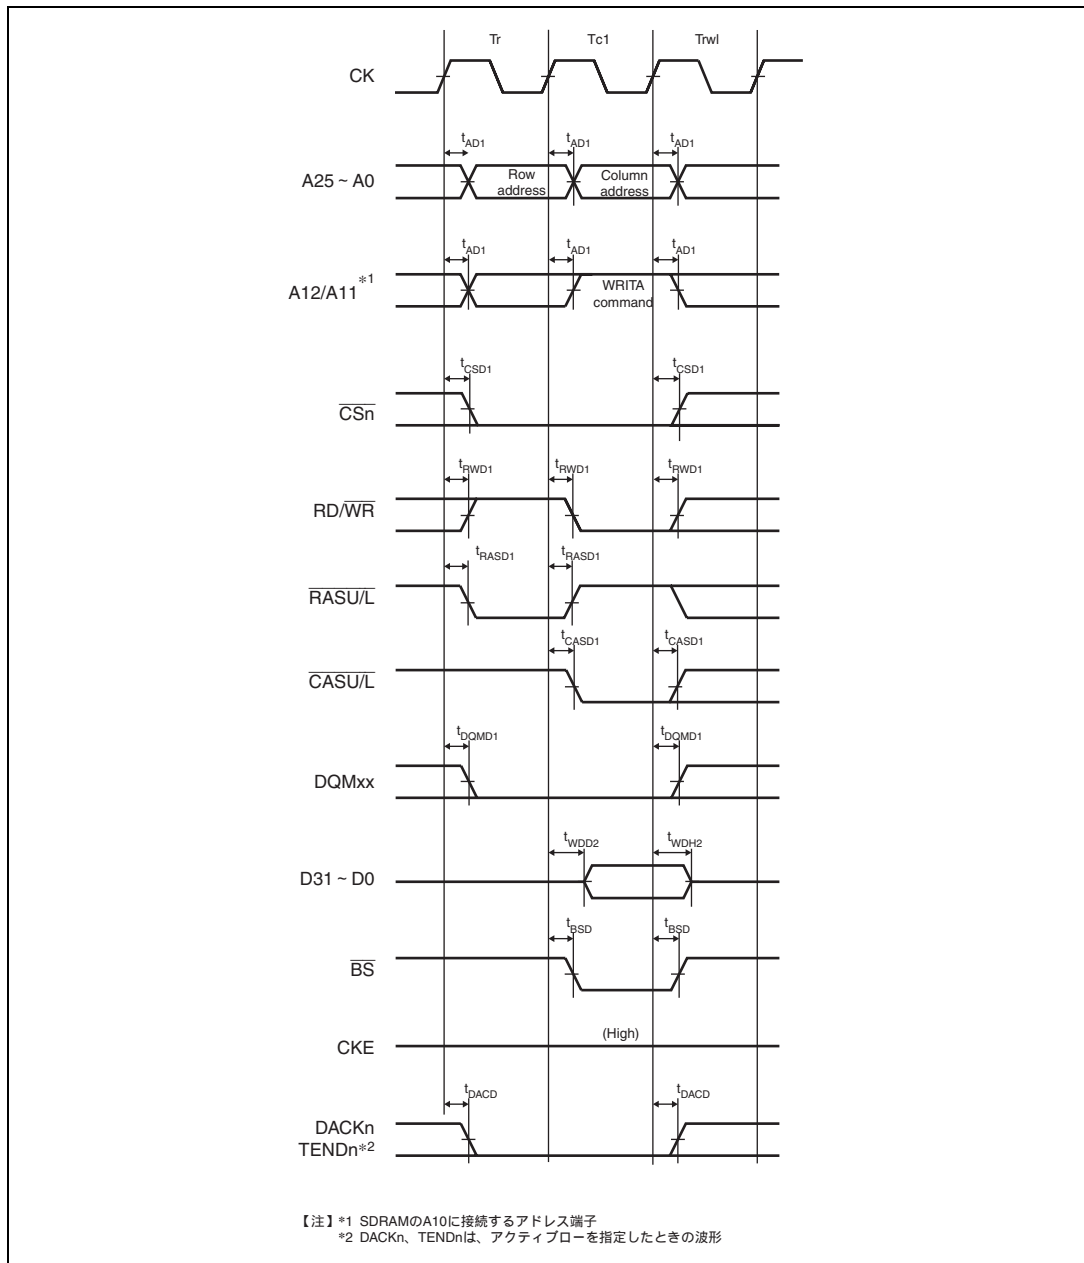 Tr Tc1 Trwl
CK
tAD1 tAD1 tAD1
A25 ~ A0
Row address
Column address
tAD1 tAD1 tAD1
A12/A11*1
WRITA command
tCSD1 tCSD1
CSn
tRWD1 tRWD1 tRWD1
RD/WR
tRASD1 tRASD1
RASU/L
tCASD1 tCASD1
CASU/L
tDQMD1 tDQMD1
DQMxx
tWDD2 tWDH2
D31 ~ D0
tBSD tBSD
BS
(High)
CKE
tDACD tDACD
DACKn
TENDn*2
【注】*1 SDRAMのA10に接続するアドレス端子
*2 DACKn、TENDnは、アクティブローを指定したときの波形